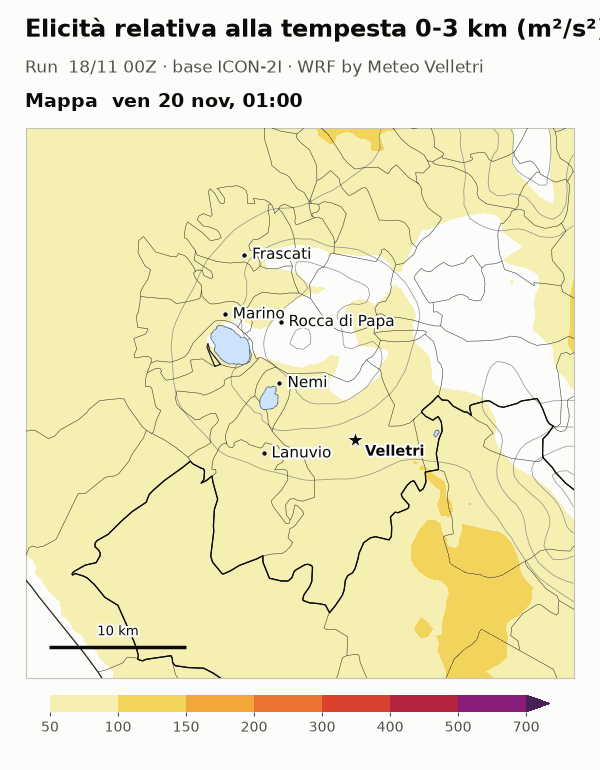 Elicità relativa alla tempesta 0-3 km (m²/s²)
Run 18/11 00Z · base ICON-2I · WRF by Meteo Velletri
Mappa ven 20 nov, 01:00
Frascati
Marino
Rocca di Papa
Nemi
Lanuvio
Velletri
10 km
50 100 150 200 300 400 500 700